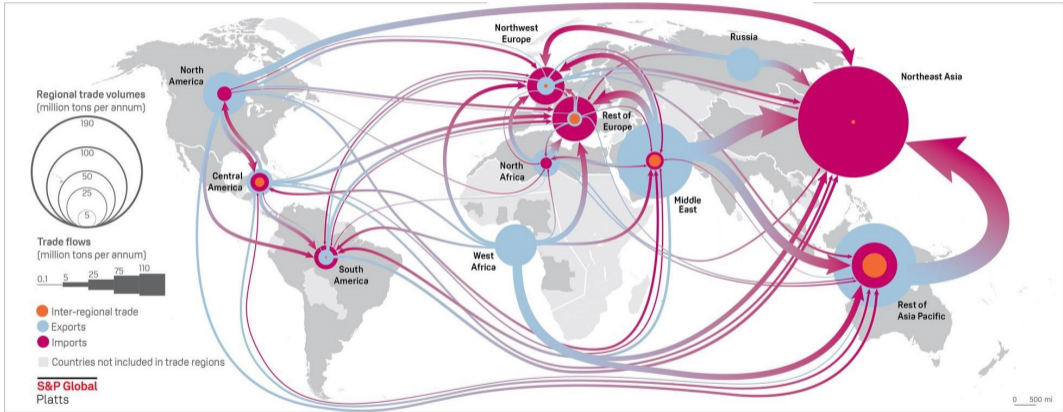 Regional trade volumes
(million tons per annum)
190
100
50
25
5
Trade flows
(million tons per annum)
0.1
5
25
75
110
Inter-regional trade
Exports
Imports
Countries not included in trade regions
S&P Global
Platts
North
America
Central
America
South
America
Northwest
Europe
Rest of
Europe
North
Africa
West
Africa
Middle
East
Russia
Northeast Asia
Rest of
Asia Pacific
0 500 mi